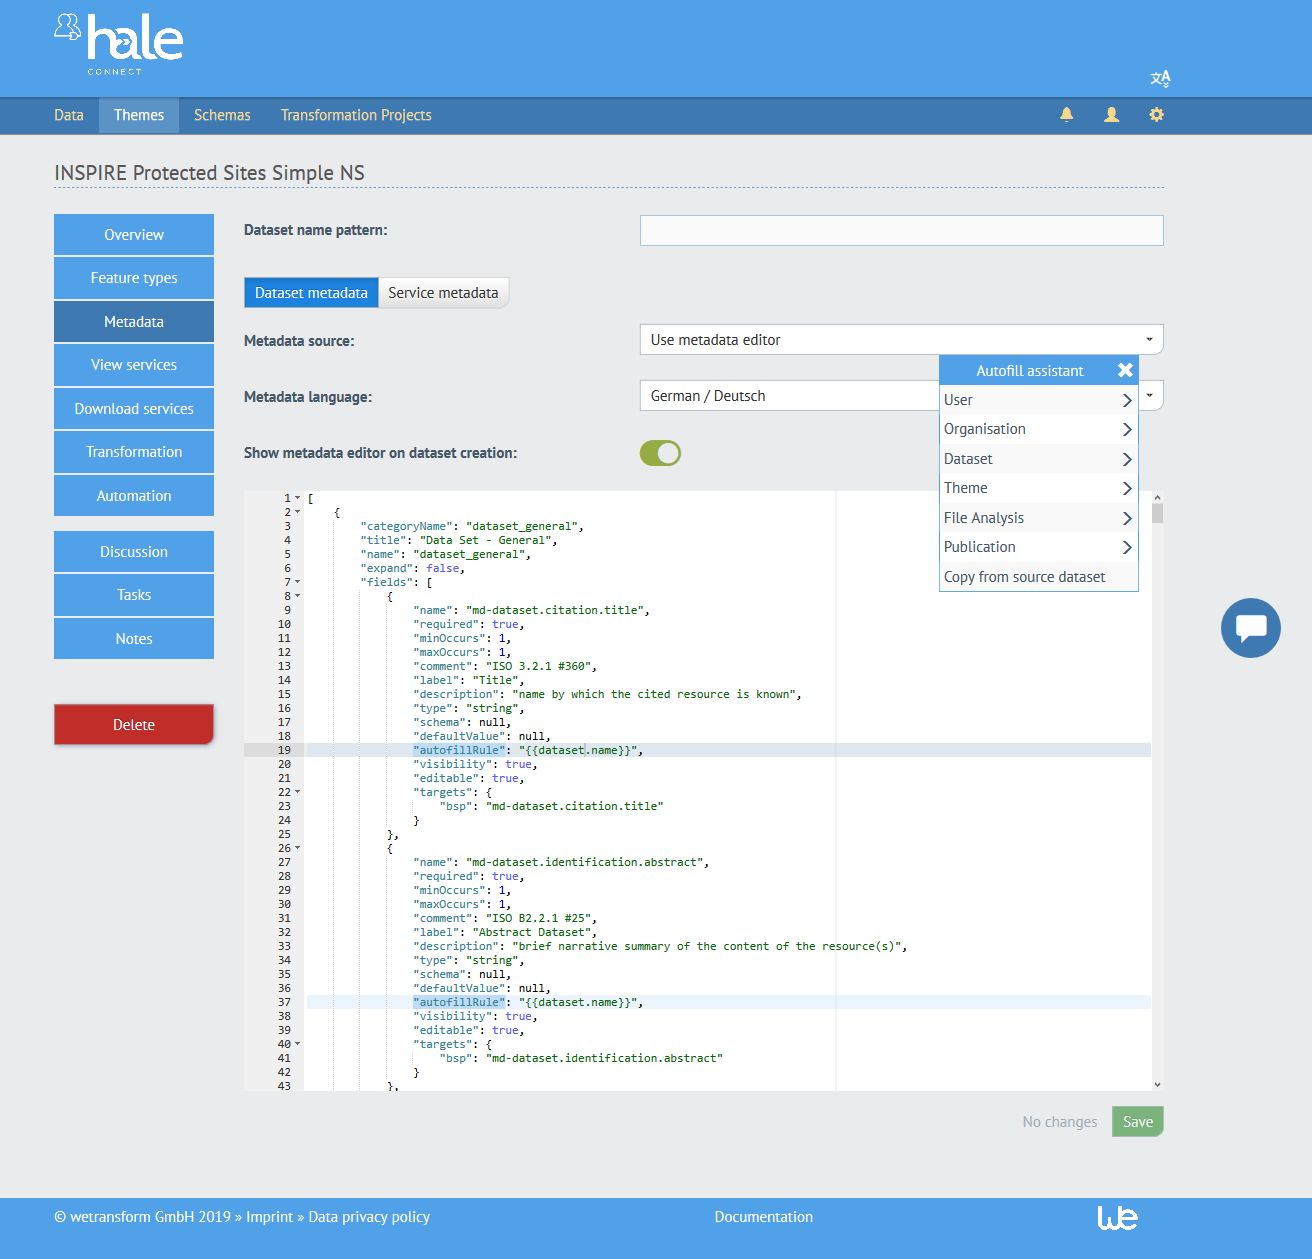 hale
CONNECT
文A
Data Themes Schemas Transformation Projects
INSPIRE Protected Sites Simple NS
Overview
Feature types
Metadata
View services
Download services
Transformation
Automation
Discussion
Tasks
Notes
Delete
Dataset name pattern:
Dataset metadata Service metadata
Metadata source: Use metadata editor
Metadata language: German / Deutsch
Show metadata editor on dataset creation:
Autofill assistant
User
Organisation
Dataset
Theme
File Analysis
Publication
Copy from source dataset
1 [
2 {
3 "categoryName": "dataset_general",
4 "title": "Data Set - General",
5 "name": "dataset_general",
6 "expand": false,
7 "fields": [
8 {
9 "name": "md-dataset.citation.title",
10 "required": true,
11 "minOccurs": 1,
12 "maxOccurs": 1,
13 "comment": "ISO 3.2.1 #360",
14 "label": "Title",
15 "description": "name by which the cited resource is known",
16 "type": "string",
17 "schema": null,
18 "defaultValue": null,
19 "autofillRule": "{{dataset.name}}",
20 "visibility": true,
21 "editable": true,
22 "targets": {
23 "bsp": "md-dataset.citation.title"
24 }
25 },
26 {
27 "name": "md-dataset.identification.abstract",
28 "required": true,
29 "minOccurs": 1,
30 "maxOccurs": 1,
31 "comment": "ISO B2.2.1 #25",
32 "label": "Abstract Dataset",
33 "description": "brief narrative summary of the content of the resource(s)",
34 "type": "string",
35 "schema": null,
36 "defaultValue": null,
37 "autofillRule": "{{dataset.name}}",
38 "visibility": true,
39 "editable": true,
40 "targets": {
41 "bsp": "md-dataset.identification.abstract"
42 }
43 },
No changes Save
© wetransform GmbH 2019 » Imprint » Data privacy policy Documentation we